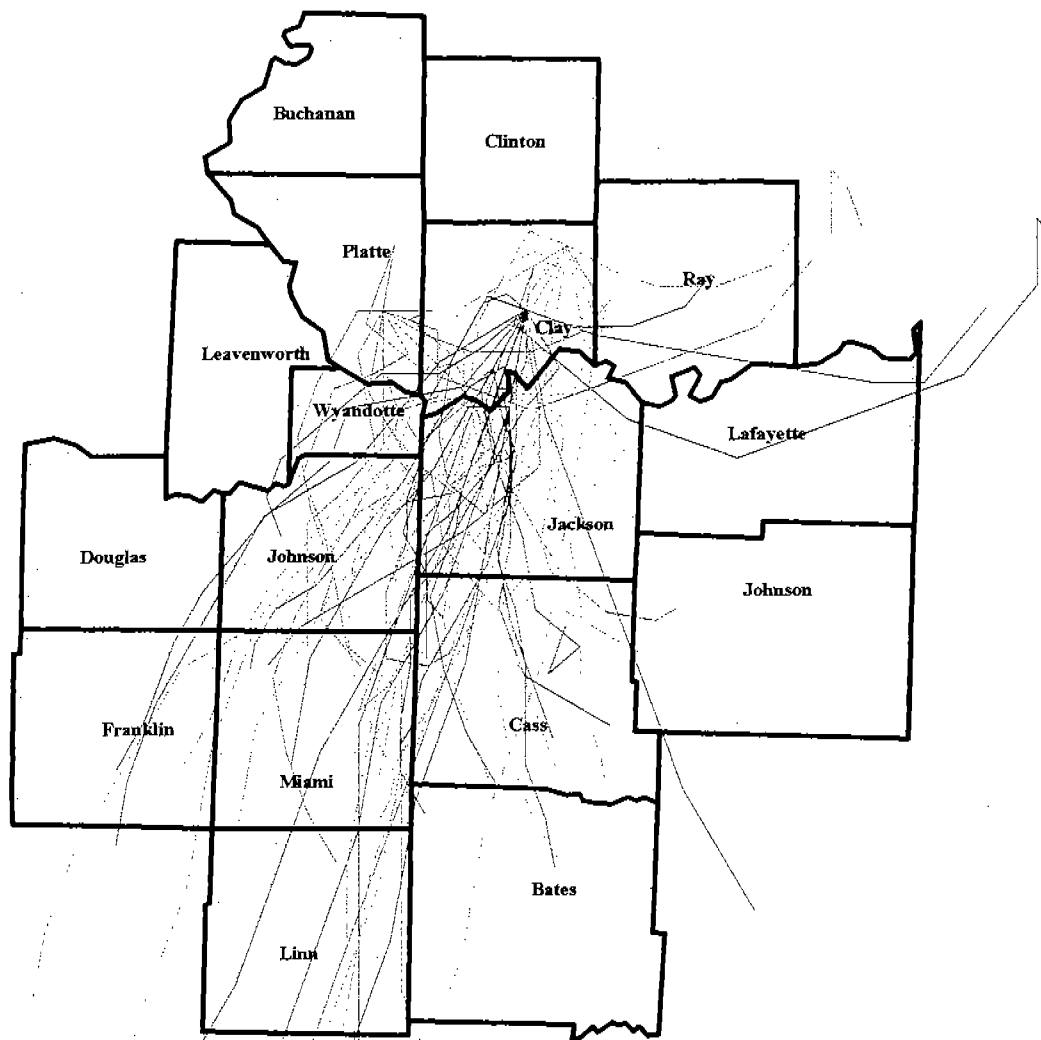 Buchanan
Clinton
Platte
Ray
Clay
Leavenworth
Wyandotte
Lafayette
Jackson
Douglas
Johnson
Johnson
Cass
Franklin
Miami
Bates
Linn